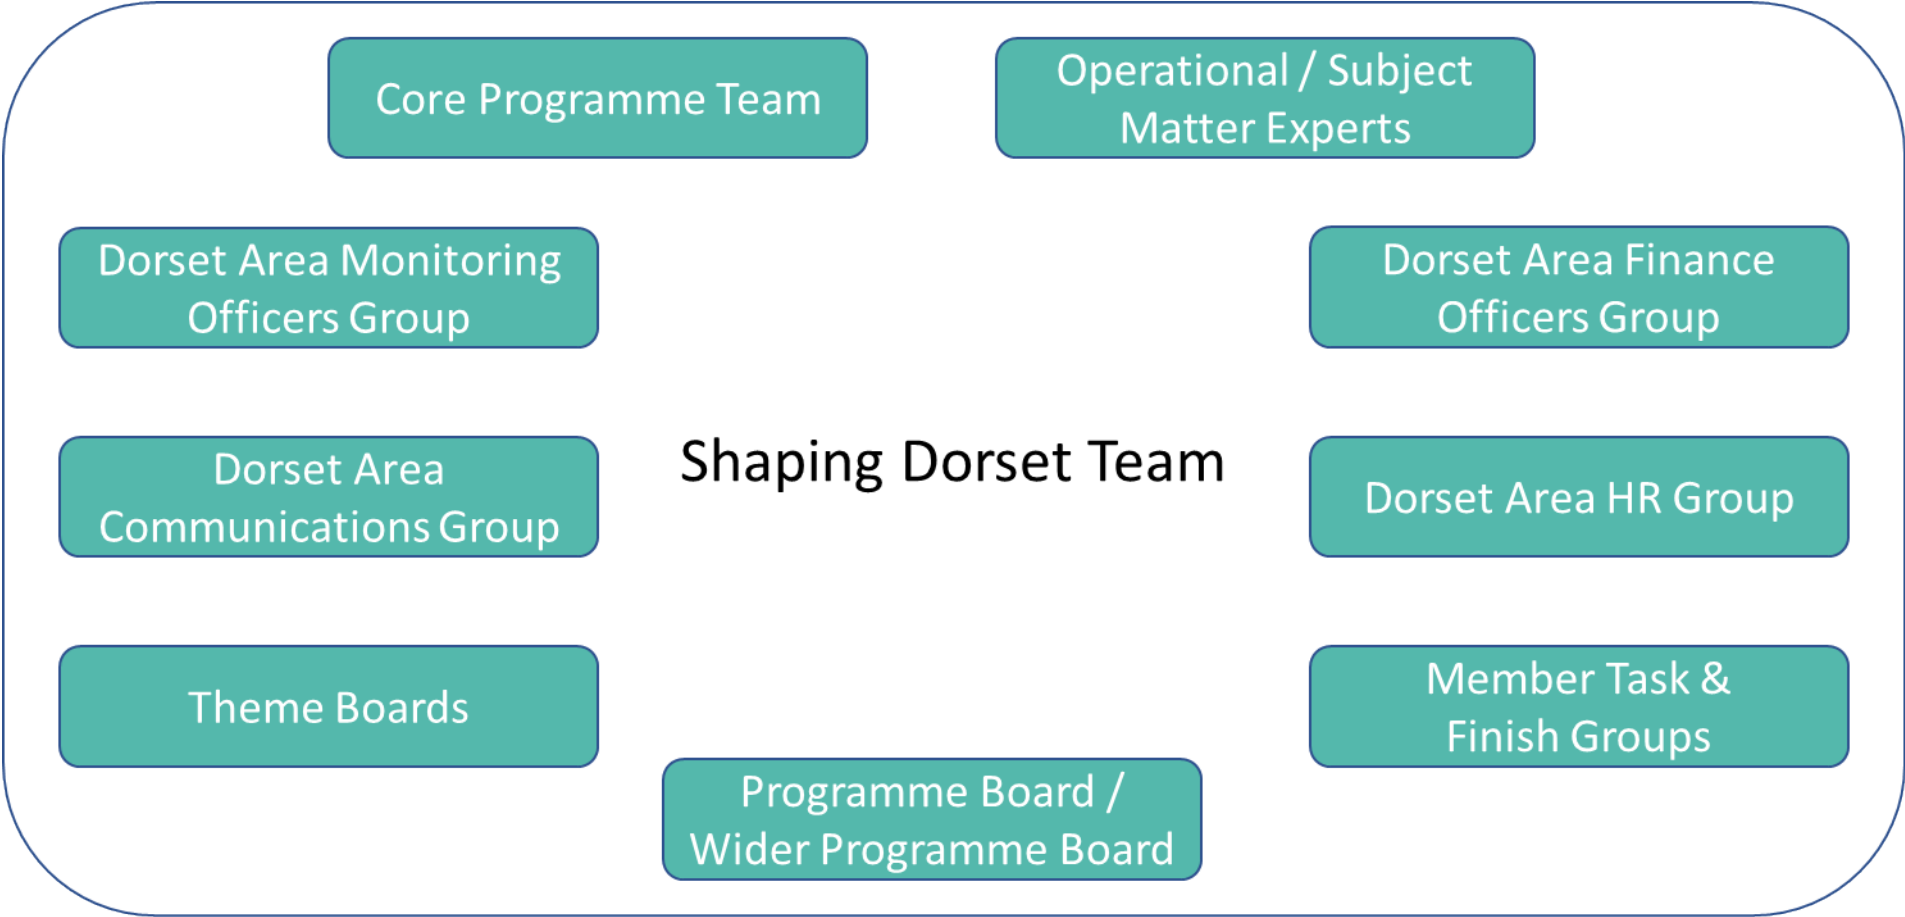 Core Programme Team
Operational / Subject
Matter Experts
Dorset Area Monitoring
Officers Group
Dorset Area Finance
Officers Group
Dorset Area
Communications Group
Shaping Dorset Team
Dorset Area HR Group
Theme Boards
Member Task &
Finish Groups
Programme Board /
Wider Programme Board